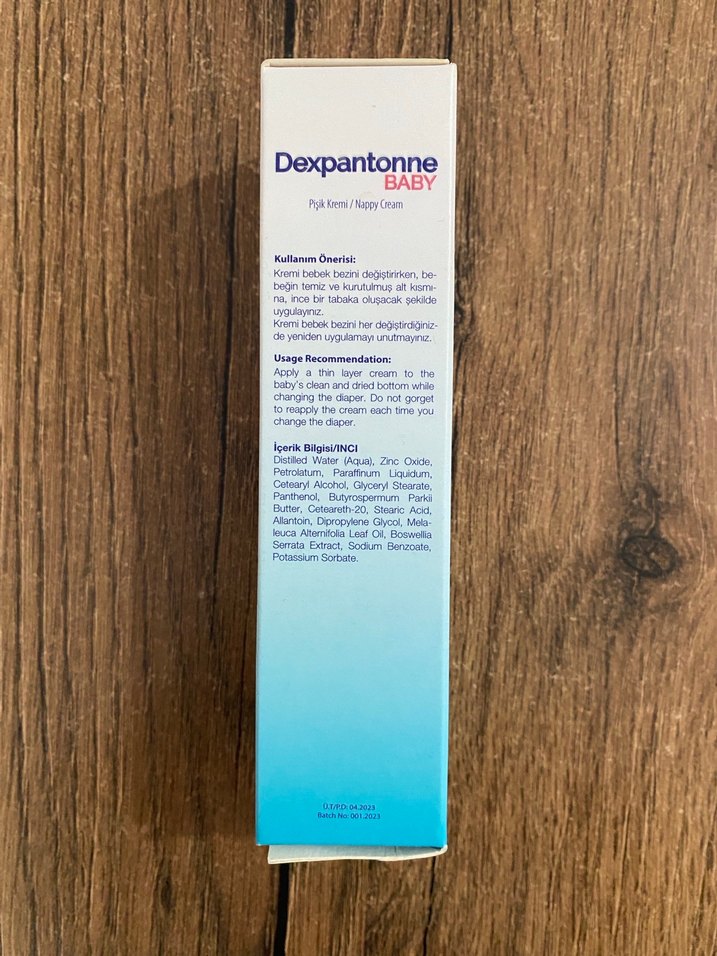 Dexpantonne
BABY
Pişik Kremi / Nappy Cream
Kullanım Önerisi:
Kremi bebek bezini değiştirirken, be-
beğin temiz ve kurutulmuş alt kısmı-
na, ince bir tabaka oluşacak şekilde
uygulayınız.
Kremi bebek bezini her değiştirdiğiniz-
de yeniden uygulamayı unutmayınız.
Usage Recommendation:
Apply a thin layer cream to the
baby's clean and dried bottom while
changing the diaper. Do not gorget
to reapply the cream each time you
change the diaper.
İçerik Bilgisi/INCI
Distilled Water (Aqua), Zinc Oxide,
Petrolatum, Paraffinum Liquidum,
Cetearyl Alcohol, Glyceryl Stearate,
Panthenol, Butyrospermum Parkii
Butter, Ceteareth-20, Stearic Acid,
Allantoin, Dipropylene Glycol, Mela-
leuca Alternifolia Leaf Oil, Boswellia
Serrata Extract, Sodium Benzoate,
Potassium Sorbate.
Ü.T/P.D: 04.2023
Batch No: 001.2023